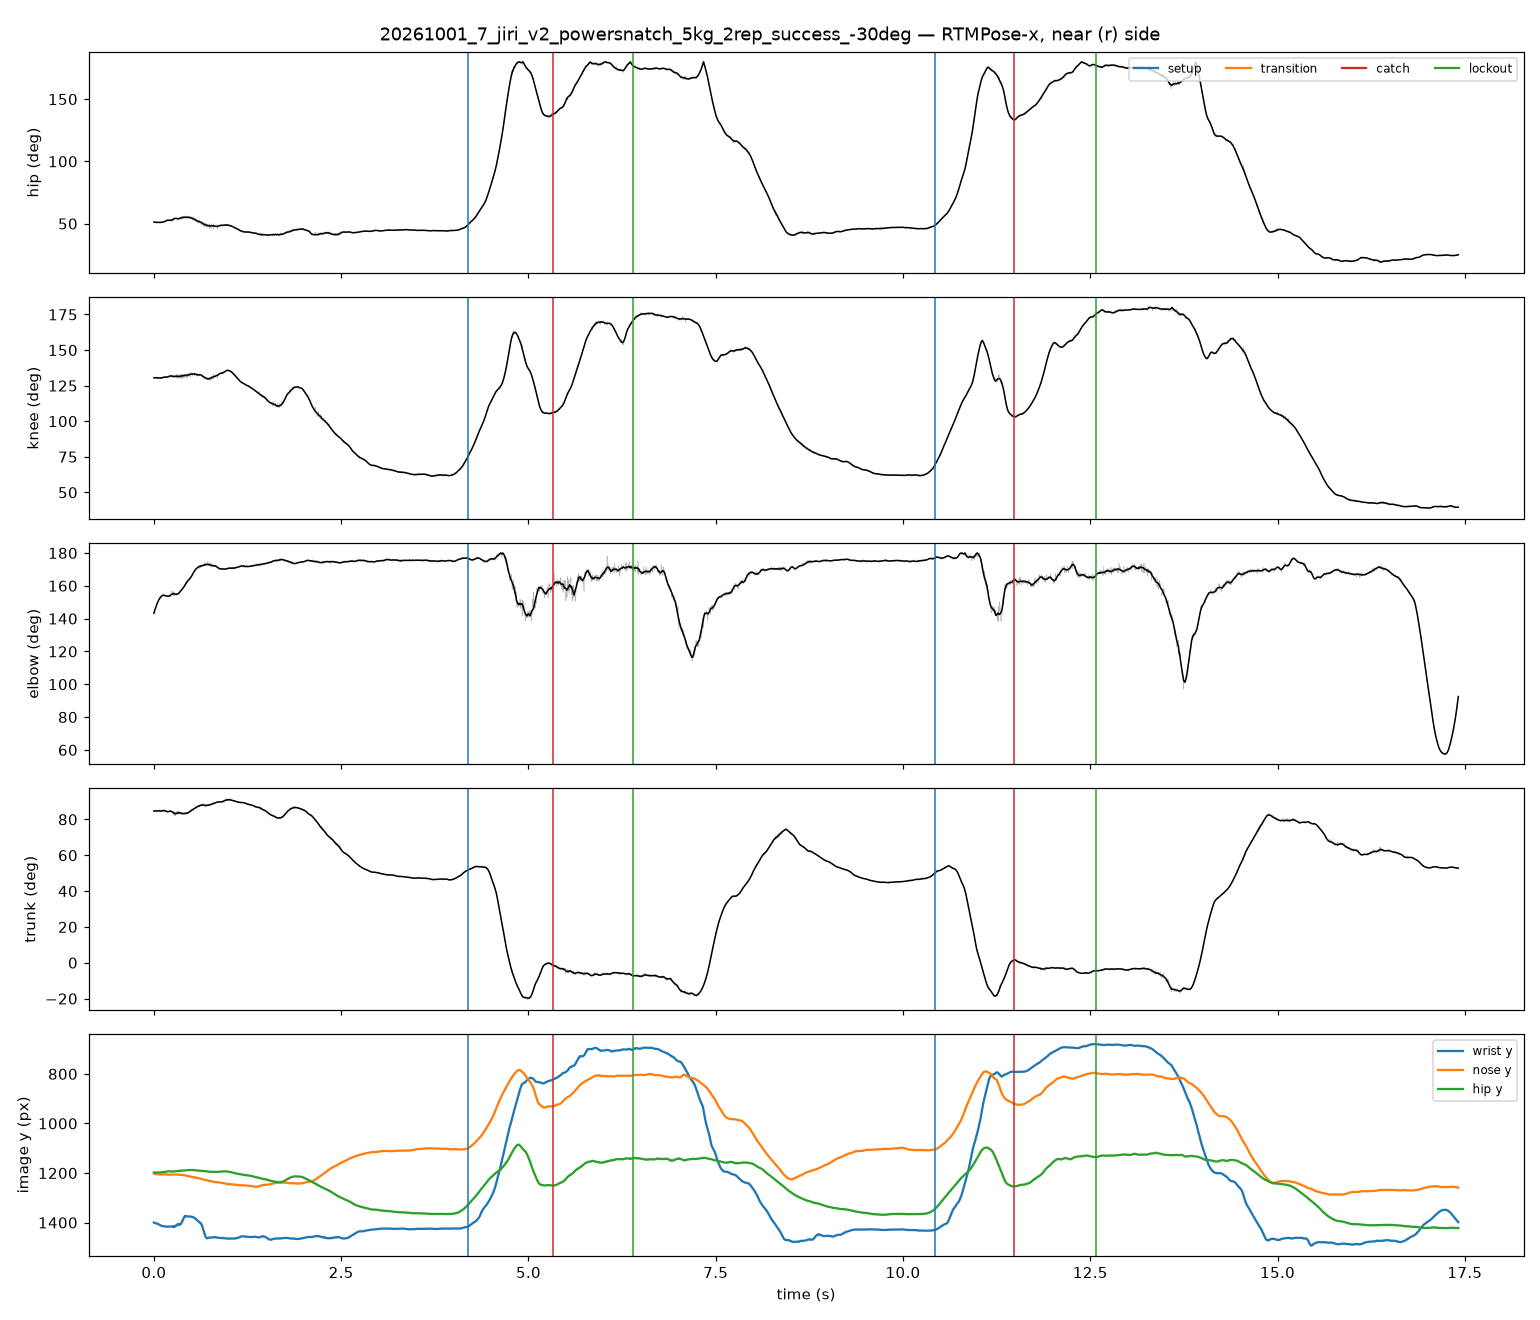 20261001_7_jiri_v2_powersnatch_5kg_2rep_success_-30deg — RTMPose-x, near (r) side
setup transition catch lockout
hip (deg)
150
100
50
knee (deg)
175
150
125
100
75
50
elbow (deg)
180
160
140
120
100
80
60
trunk (deg)
80
60
40
20
0
−20
image y (px)
800
1000
1200
1400
wrist y
nose y
hip y
0.0 2.5 5.0 7.5 10.0 12.5 15.0 17.5
time (s)